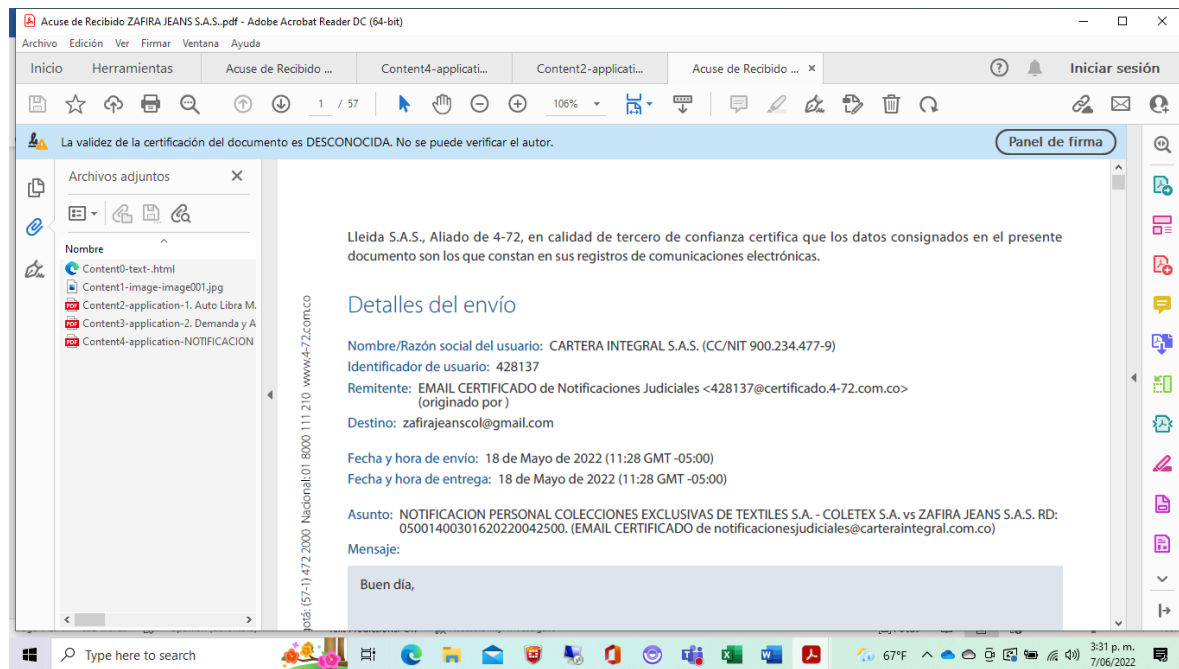 Acuse de Recibido ZAFIRA JEANS S.A.S..pdf - Adobe Acrobat Reader DC (64-bit)
Archivo Edición Ver Firmar Ventana Ayuda
Inicio Herramientas Acuse de Recibido ... Content4-applicati... Content2-applicati... Acuse de Recibido ... × Iniciar sesión
1 / 57 106%
La validez de la certificación del documento es DESCONOCIDA. No se puede verificar el autor. Panel de firma
Archivos adjuntos
Nombre
Content0-text-.html
Content1-image-image001.jpg
Content2-application-1. Auto Libra M.
Content3-application-2. Demanda y A
Content4-application-NOTIFICACION
Lleida S.A.S., Aliado de 4-72, en calidad de tercero de confianza certifica que los datos consignados en el presente
documento son los que constan en sus registros de comunicaciones electrónicas.
Detalles del envío
Nombre/Razón social del usuario: CARTERA INTEGRAL S.A.S. (CC/NIT 900.234.477-9)
Identificador de usuario: 428137
Remitente: EMAIL CERTIFICADO de Notificaciones Judiciales <428137@certificado.4-72.com.co>
(originado por )
Destino: zafirajeanscol@gmail.com
Fecha y hora de envío: 18 de Mayo de 2022 (11:28 GMT -05:00)
Fecha y hora de entrega: 18 de Mayo de 2022 (11:28 GMT -05:00)
Asunto: NOTIFICACION PERSONAL COLECCIONES EXCLUSIVAS DE TEXTILES S.A. - COLETEX S.A. vs ZAFIRA JEANS S.A.S. RD:
05001400301620220042500. (EMAIL CERTIFICADO de notificacionesjudiciales@carteraintegral.com.co)
Mensaje:
Buen día,
otá: (57-1) 472 2000 Nacional: 01 8000 111 210 www.4-72.com.co
Type here to search
67°F
3:31 p. m.
7/06/2022